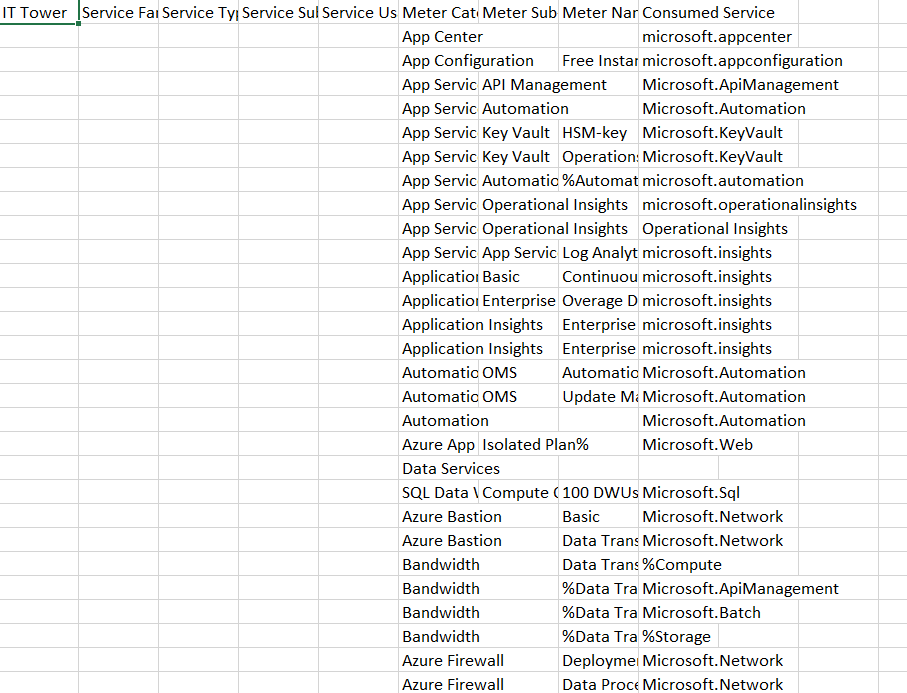 IT Tower Service Fai Service Ty Service Sul Service Us Meter Cat Meter Sub Meter Nar Consumed Service
App Center microsoft.appcenter
App Configuration Free Instar microsoft.appconfiguration
App Servic API Management Microsoft.ApiManagement
App Servic Automation Microsoft.Automation
App Servic Key Vault HSM-key Microsoft.KeyVault
App Servic Key Vault Operation: Microsoft.KeyVault
App Servic Automatic %Automat microsoft.automation
App Servic Operational Insights microsoft.operationalinsights
App Servic Operational Insights Operational Insights
App Servic App Servic Log Analyt microsoft.insights
Application Basic Continuou microsoft.insights
Application Enterprise Overage D microsoft.insights
Application Insights Enterprise microsoft.insights
Application Insights Enterprise microsoft.insights
Automatic OMS Automatic Microsoft.Automation
Automatic OMS Update Ma Microsoft.Automation
Automation Microsoft.Automation
Azure App Isolated Plan% Microsoft.Web
Data Services
SQL Data Compute 100 DWUs Microsoft.Sql
Azure Bastion Basic Microsoft.Network
Azure Bastion Data Trans Microsoft.Network
Bandwidth Data Trans %Compute
Bandwidth %Data Tra Microsoft.ApiManagement
Bandwidth %Data Tra Microsoft.Batch
Bandwidth %Data Tra %Storage
Azure Firewall Deployme Microsoft.Network
Azure Firewall Data Proce Microsoft.Network